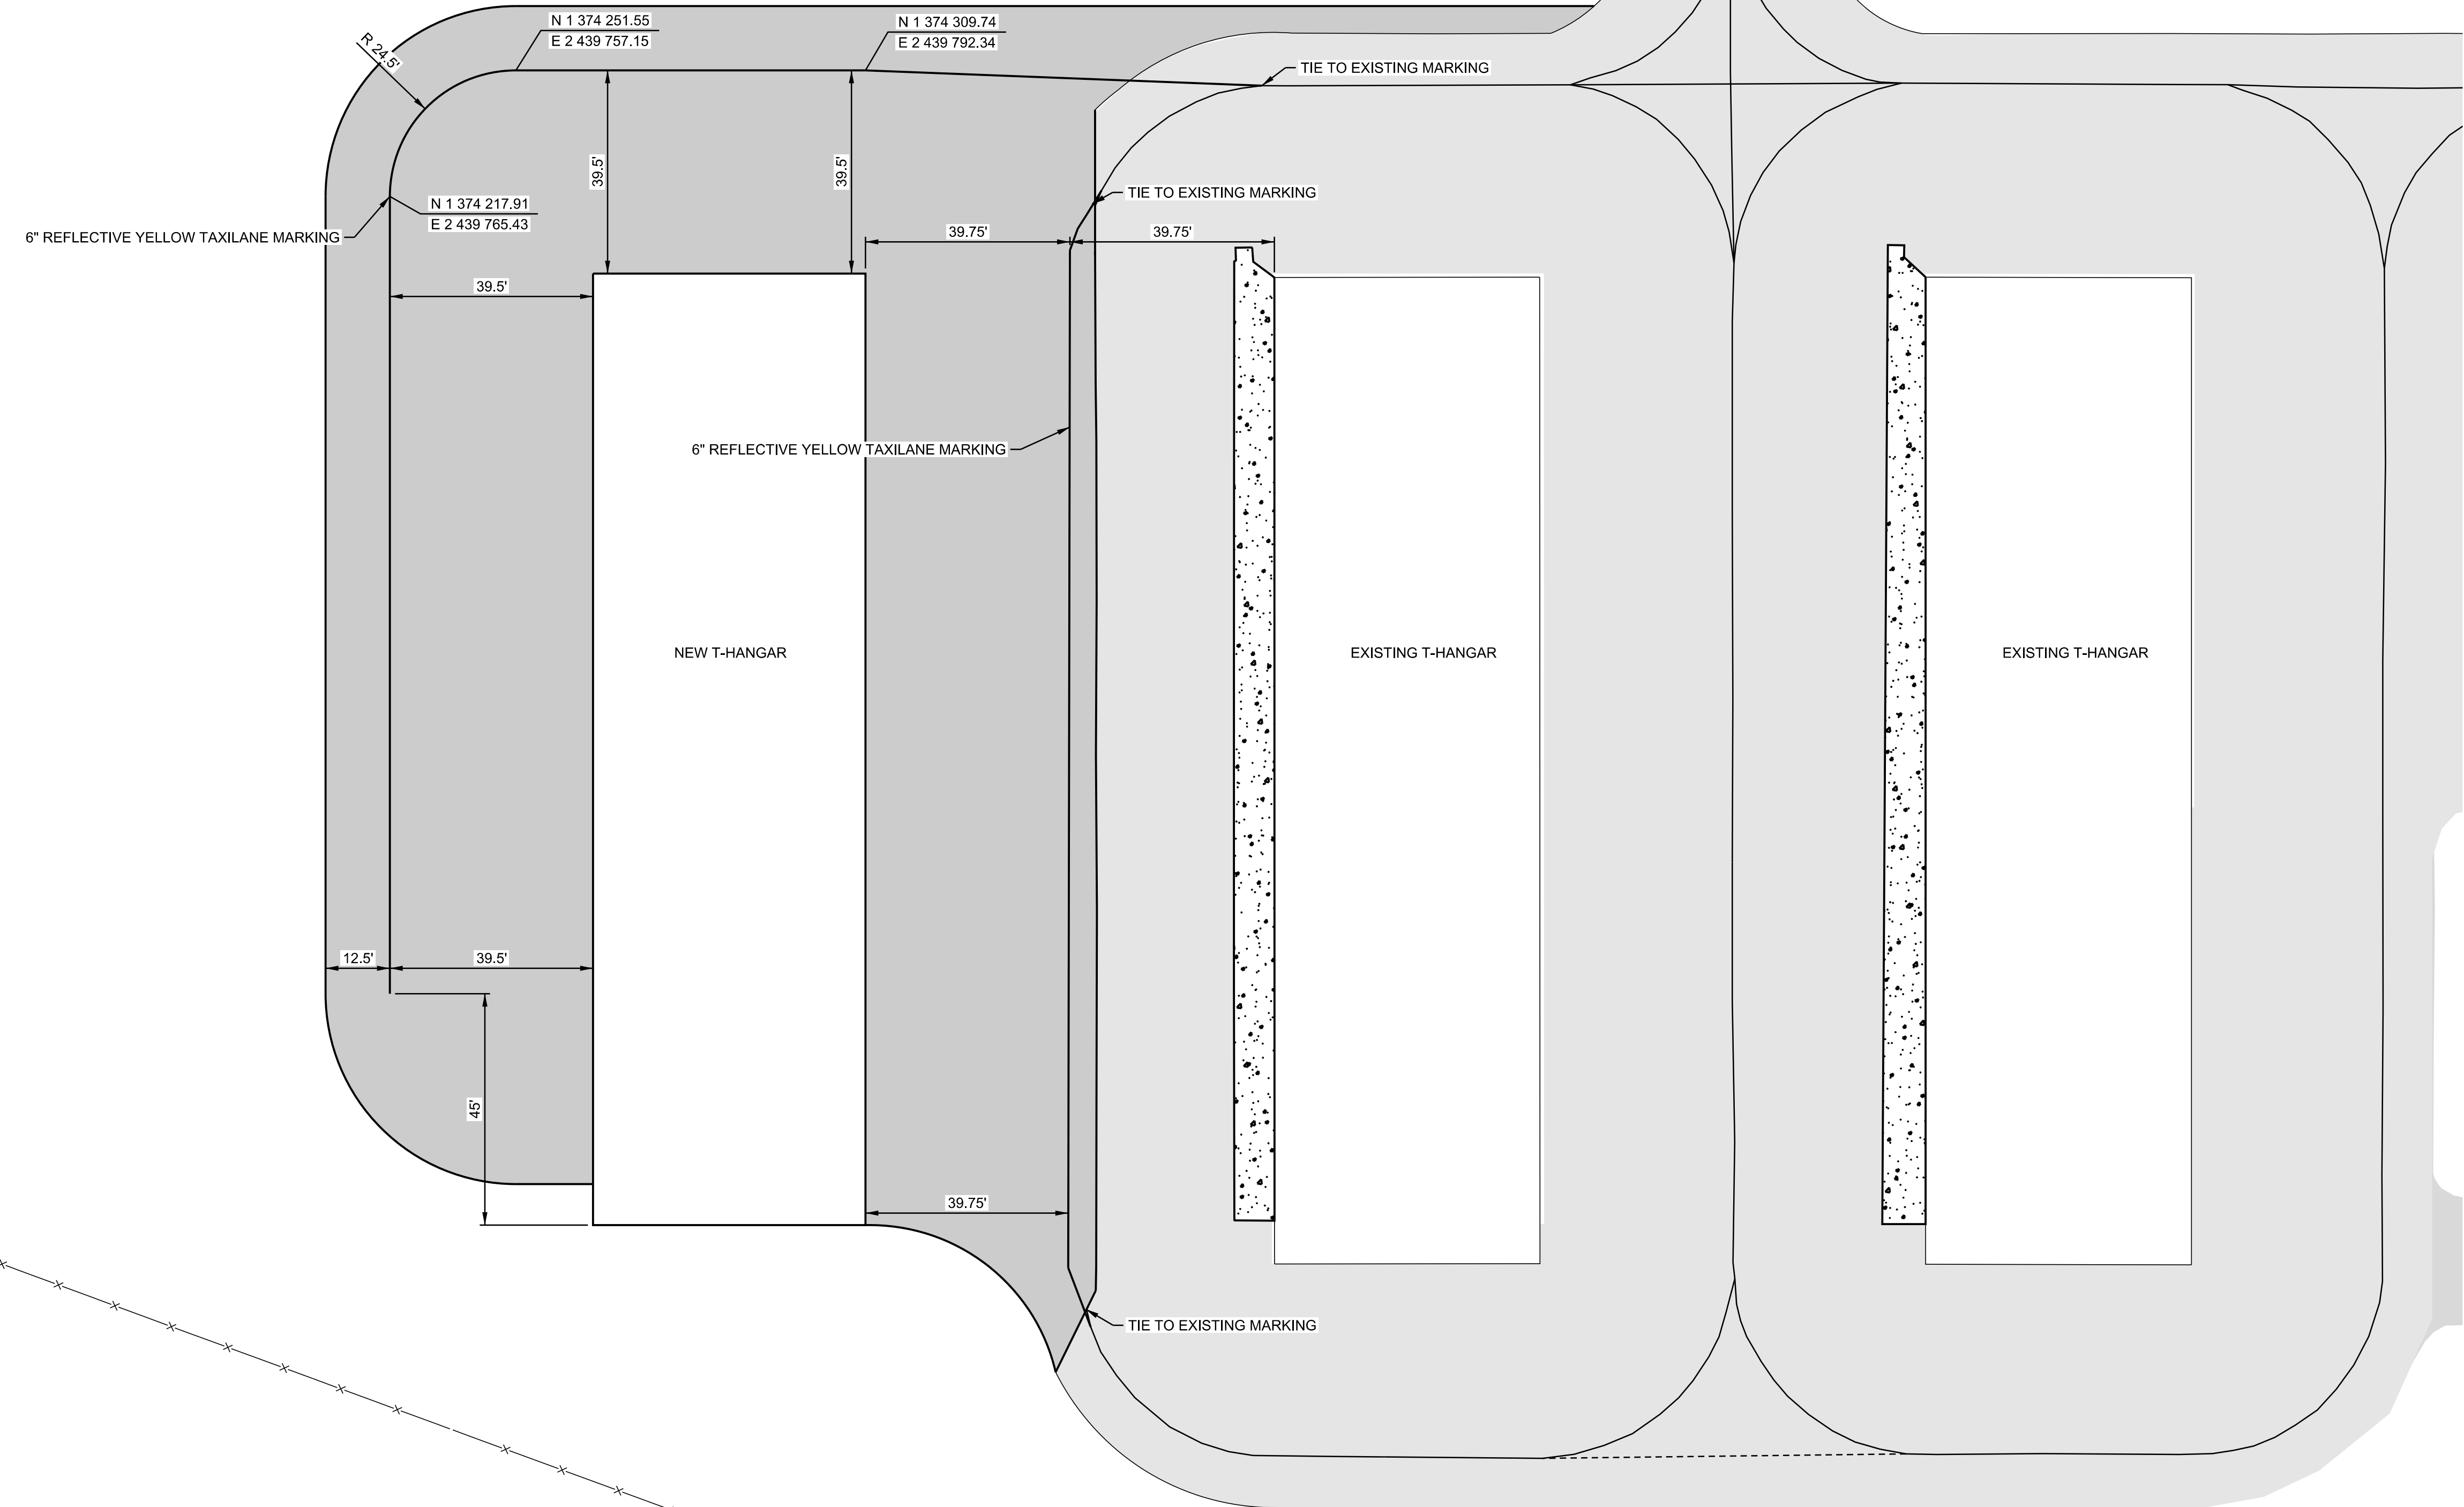 N 1 374 251.55
E 2 439 757.15
N 1 374 309.74
E 2 439 792.34
R 24.5'
TIE TO EXISTING MARKING
39.5'
39.5'
TIE TO EXISTING MARKING
N 1 374 217.91
E 2 439 765.43
6" REFLECTIVE YELLOW TAXILANE MARKING
39.75'
39.75'
39.5'
6" REFLECTIVE YELLOW TAXILANE MARKING
NEW T-HANGAR
EXISTING T-HANGAR
EXISTING T-HANGAR
12.5'
39.5'
45'
39.75'
TIE TO EXISTING MARKING